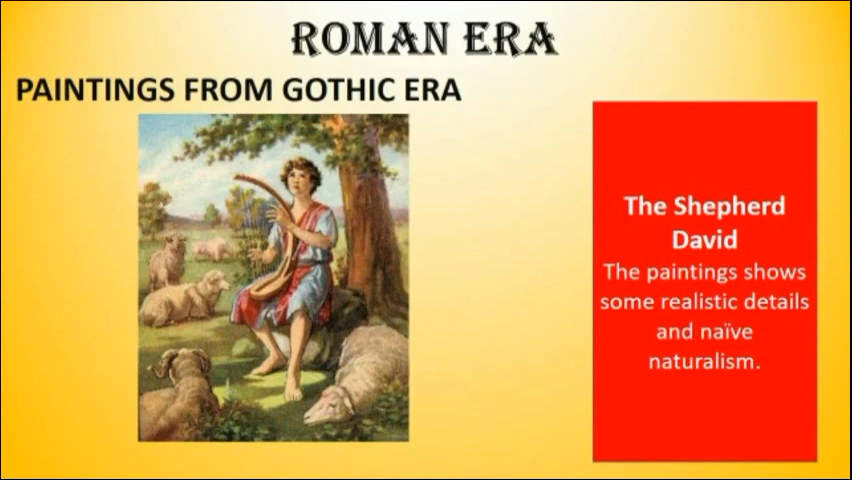 ROMAN ERA
PAINTINGS FROM GOTHIC ERA
The Shepherd
David
The paintings shows
some realistic details
and naïve
naturalism.